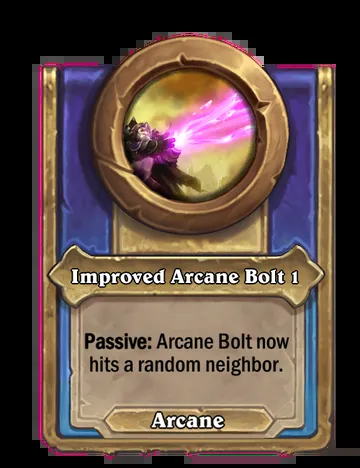 Improved Arcane Bolt 1
Passive: Arcane Bolt now
hits a random neighbor.
Arcane